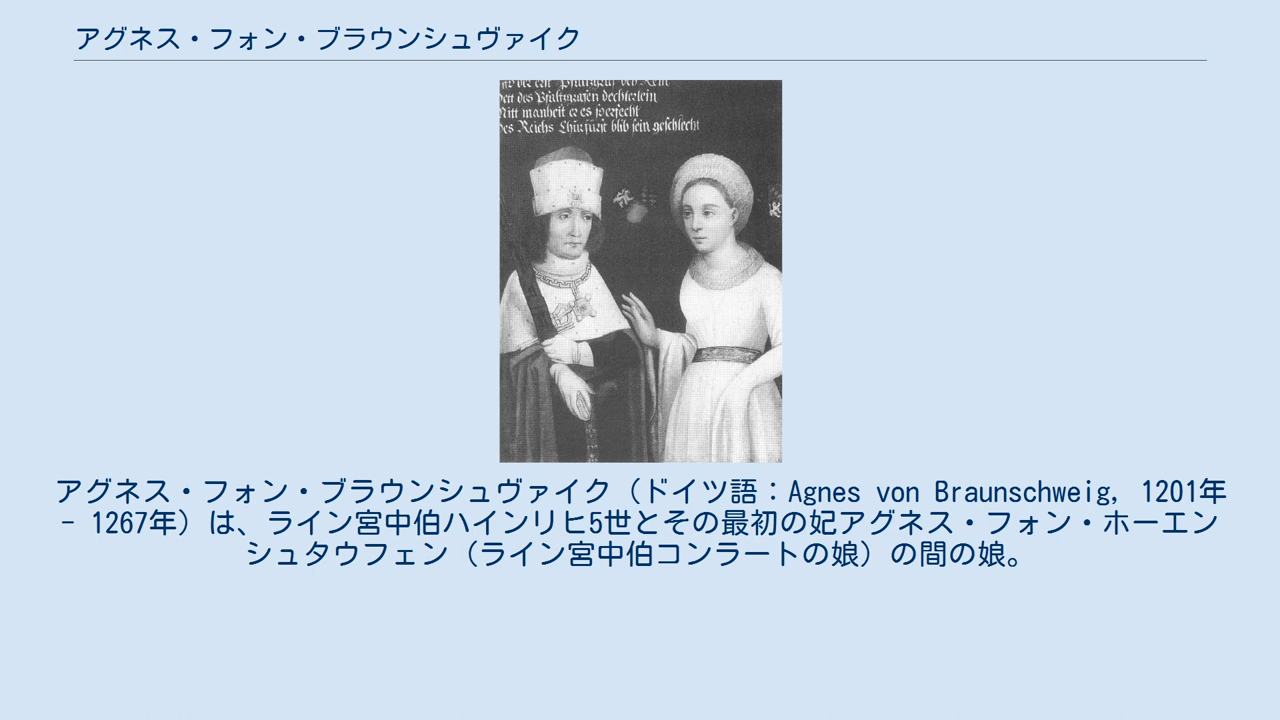 アグネス・フォン・ブラウンシュヴァイク
des Pfaltzgrafen dechterlein
manheit er es
des Reichs Churfürst blib sein geschlecht
アグネス・フォン・ブラウンシュヴァイク（ドイツ語：Agnes von Braunschweig, 1201年
- 1267年）は、ライン宮中伯ハインリヒ5世とその最初の妃アグネス・フォン・ホーエン
シュタウフェン（ライン宮中伯コンラートの娘）の間の娘。